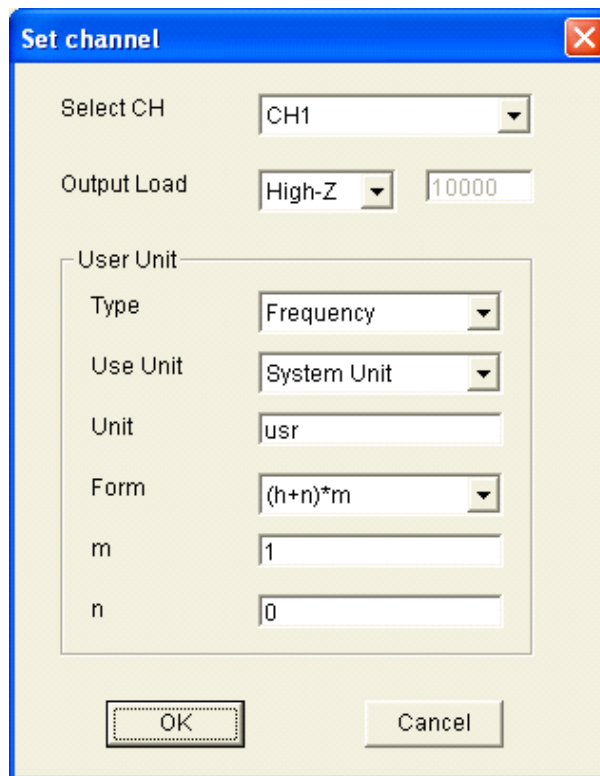 Set channel
Select CH CH1
Output Load High-Z 10000
User Unit
Type Frequency
Use Unit System Unit
Unit usr
Form (h+n)*m
m 1
n 0
OK Cancel